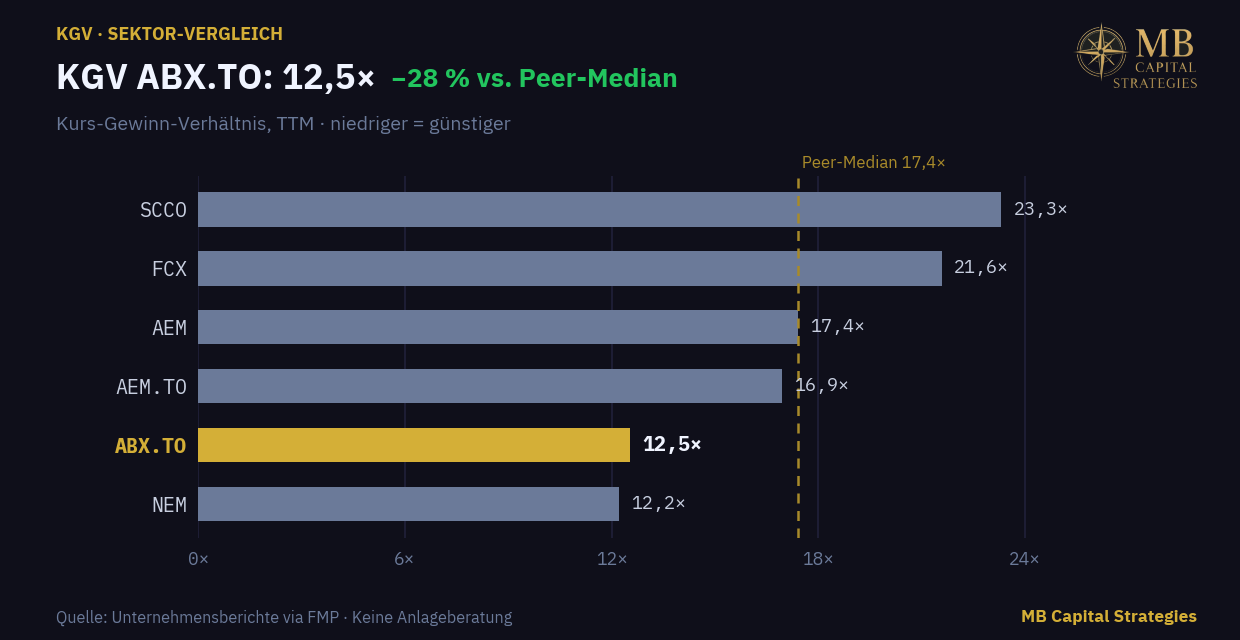 KGV · SEKTOR-VERGLEICH
MB
CAPITAL
STRATEGIES
KGV ABX.TO: 12,5× −28 % vs. Peer-Median
Kurs-Gewinn-Verhältnis, TTM · niedriger = günstiger
Peer-Median 17,4×
SCCO 23,3×
FCX 21,6×
AEM 17,4×
AEM.TO 16,9×
ABX.TO 12,5×
NEM 12,2×
0× 6× 12× 18× 24×
Quelle: Unternehmensberichte via FMP · Keine Anlageberatung
MB Capital Strategies